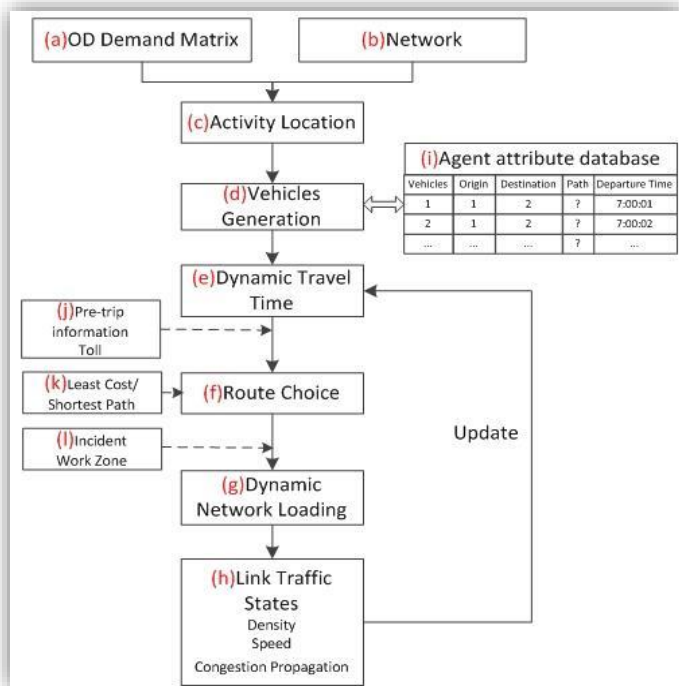 (a)OD Demand Matrix
(b)Network
(c)Activity Location
(i)Agent attribute database
Vehicles Origin Destination Path Departure Time
1 1 2 ? 7:00:01
2 1 2 ? 7:00:02
... ... ... ? ...
(d)Vehicles
Generation
(e)Dynamic Travel
Time
(j)Pre-trip
information
Toll
(k)Least Cost/
Shortest Path
(f)Route Choice
Update
(l)Incident
Work Zone
(g)Dynamic
Network Loading
(h)Link Traffic
States
Density
Speed
Congestion Propagation